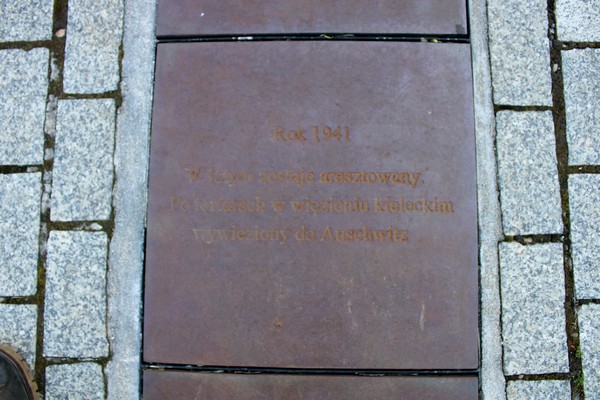 Rok 1941
W lipcu zostaje aresztowany.
Po torturach w więzieniu kieleckim
wywieziony do Auschwitz